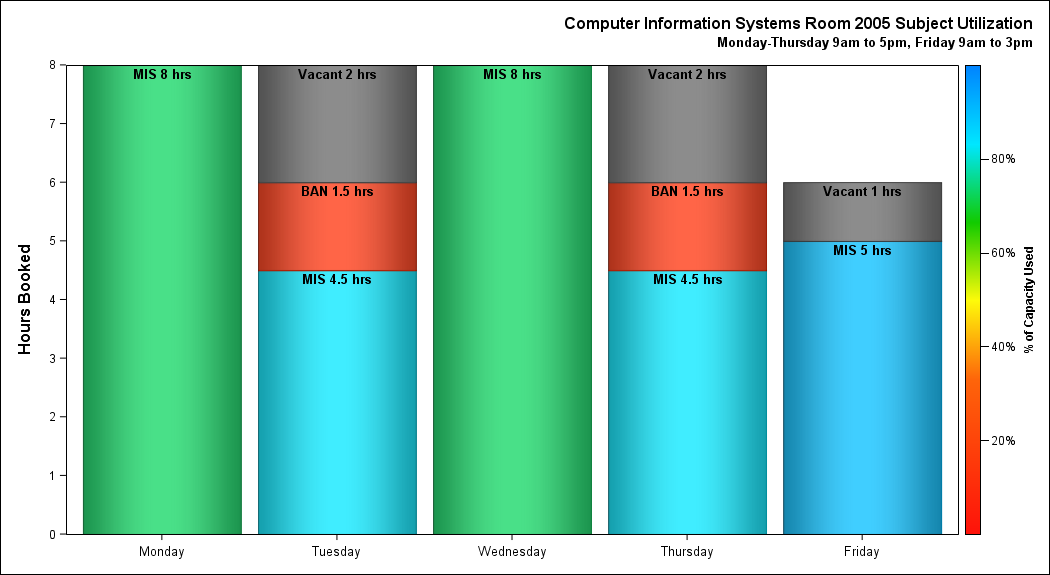 Computer Information Systems Room 2005 Subject Utilization
Monday-Thursday 9am to 5pm, Friday 9am to 3pm
Hours Booked
8
7
6
5
4
3
2
1
0
MIS 8 hrs
Vacant 2 hrs
BAN 1.5 hrs
MIS 4.5 hrs
MIS 8 hrs
Vacant 2 hrs
BAN 1.5 hrs
MIS 4.5 hrs
Vacant 1 hrs
MIS 5 hrs
Monday
Tuesday
Wednesday
Thursday
Friday
80%
60%
40%
20%
% of Capacity Used